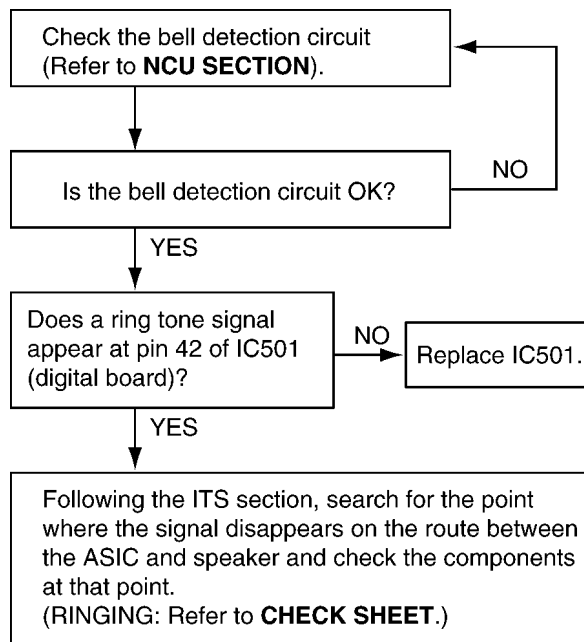 Check the bell detection circuit
(Refer to NCU SECTION).
Is the bell detection circuit OK?
NO
YES
Does a ring tone signal
appear at pin 42 of IC501
(digital board)?
NO
Replace IC501.
YES
Following the ITS section, search for the point
where the signal disappears on the route between
the ASIC and speaker and check the components
at that point.
(RINGING: Refer to CHECK SHEET.)